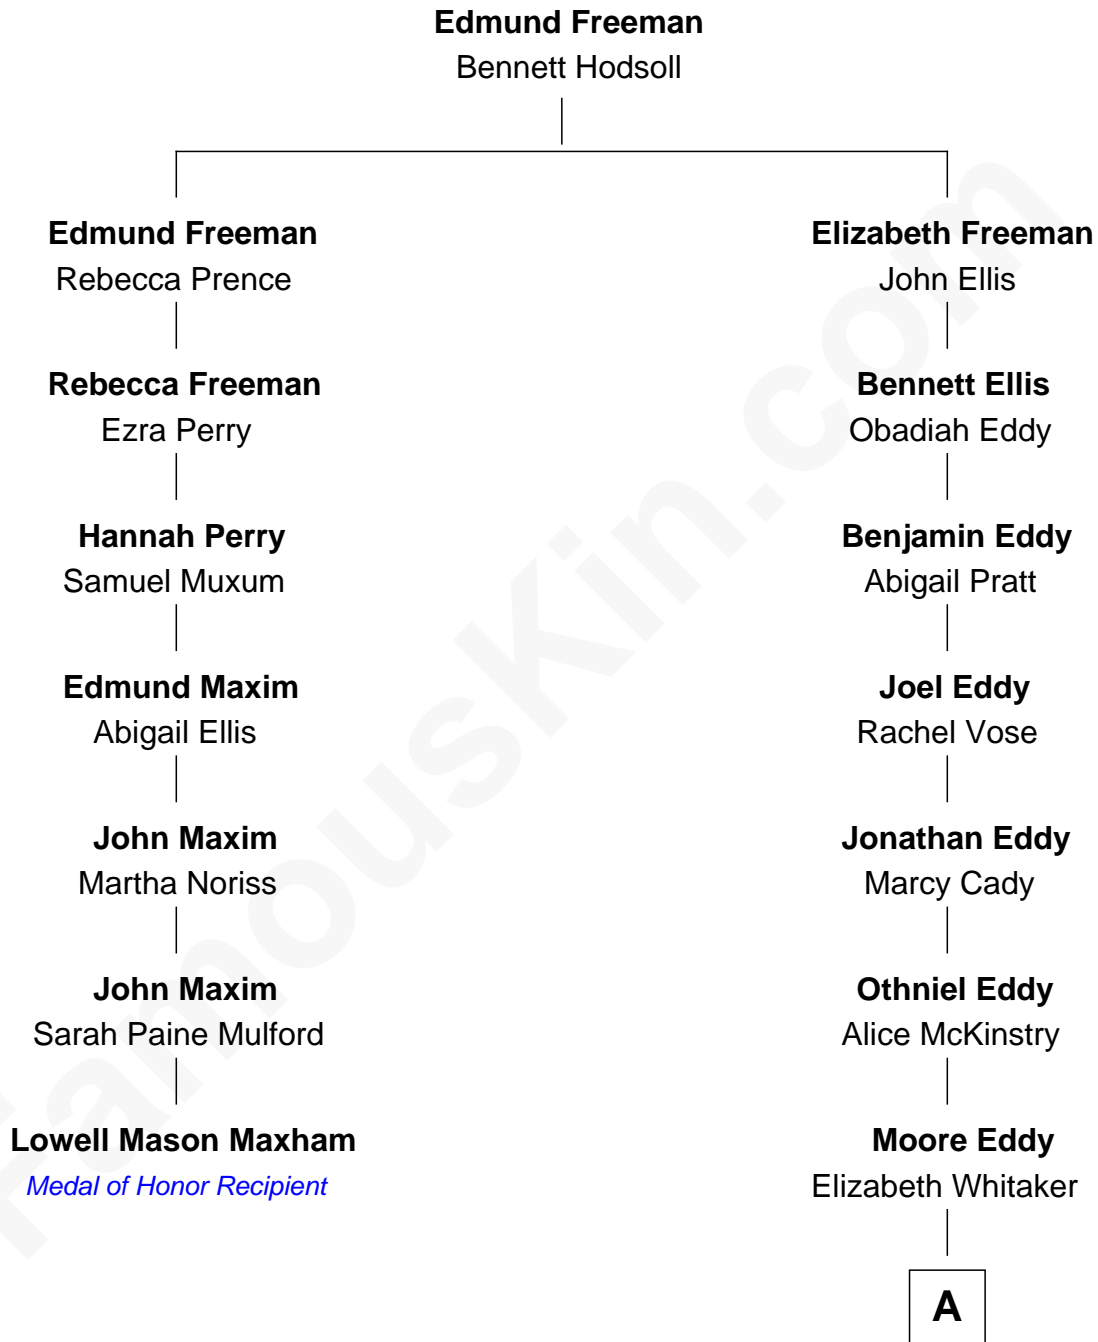 Edmund Freeman
Bennett Hodsoll
Edmund Freeman
Rebecca Prence
Rebecca Freeman
Ezra Perry
Hannah Perry
Samuel Muxum
Edmund Maxim
Abigail Ellis
John Maxim
Martha Noriss
John Maxim
Sarah Paine Mulford
Lowell Mason Maxham
Medal of Honor Recipient
Elizabeth Freeman
John Ellis
Bennett Ellis
Obadiah Eddy
Benjamin Eddy
Abigail Pratt
Joel Eddy
Rachel Vose
Jonathan Eddy
Marcy Cady
Othniel Eddy
Alice McKinstry
Moore Eddy
Elizabeth Whitaker
A
FamousKin.com